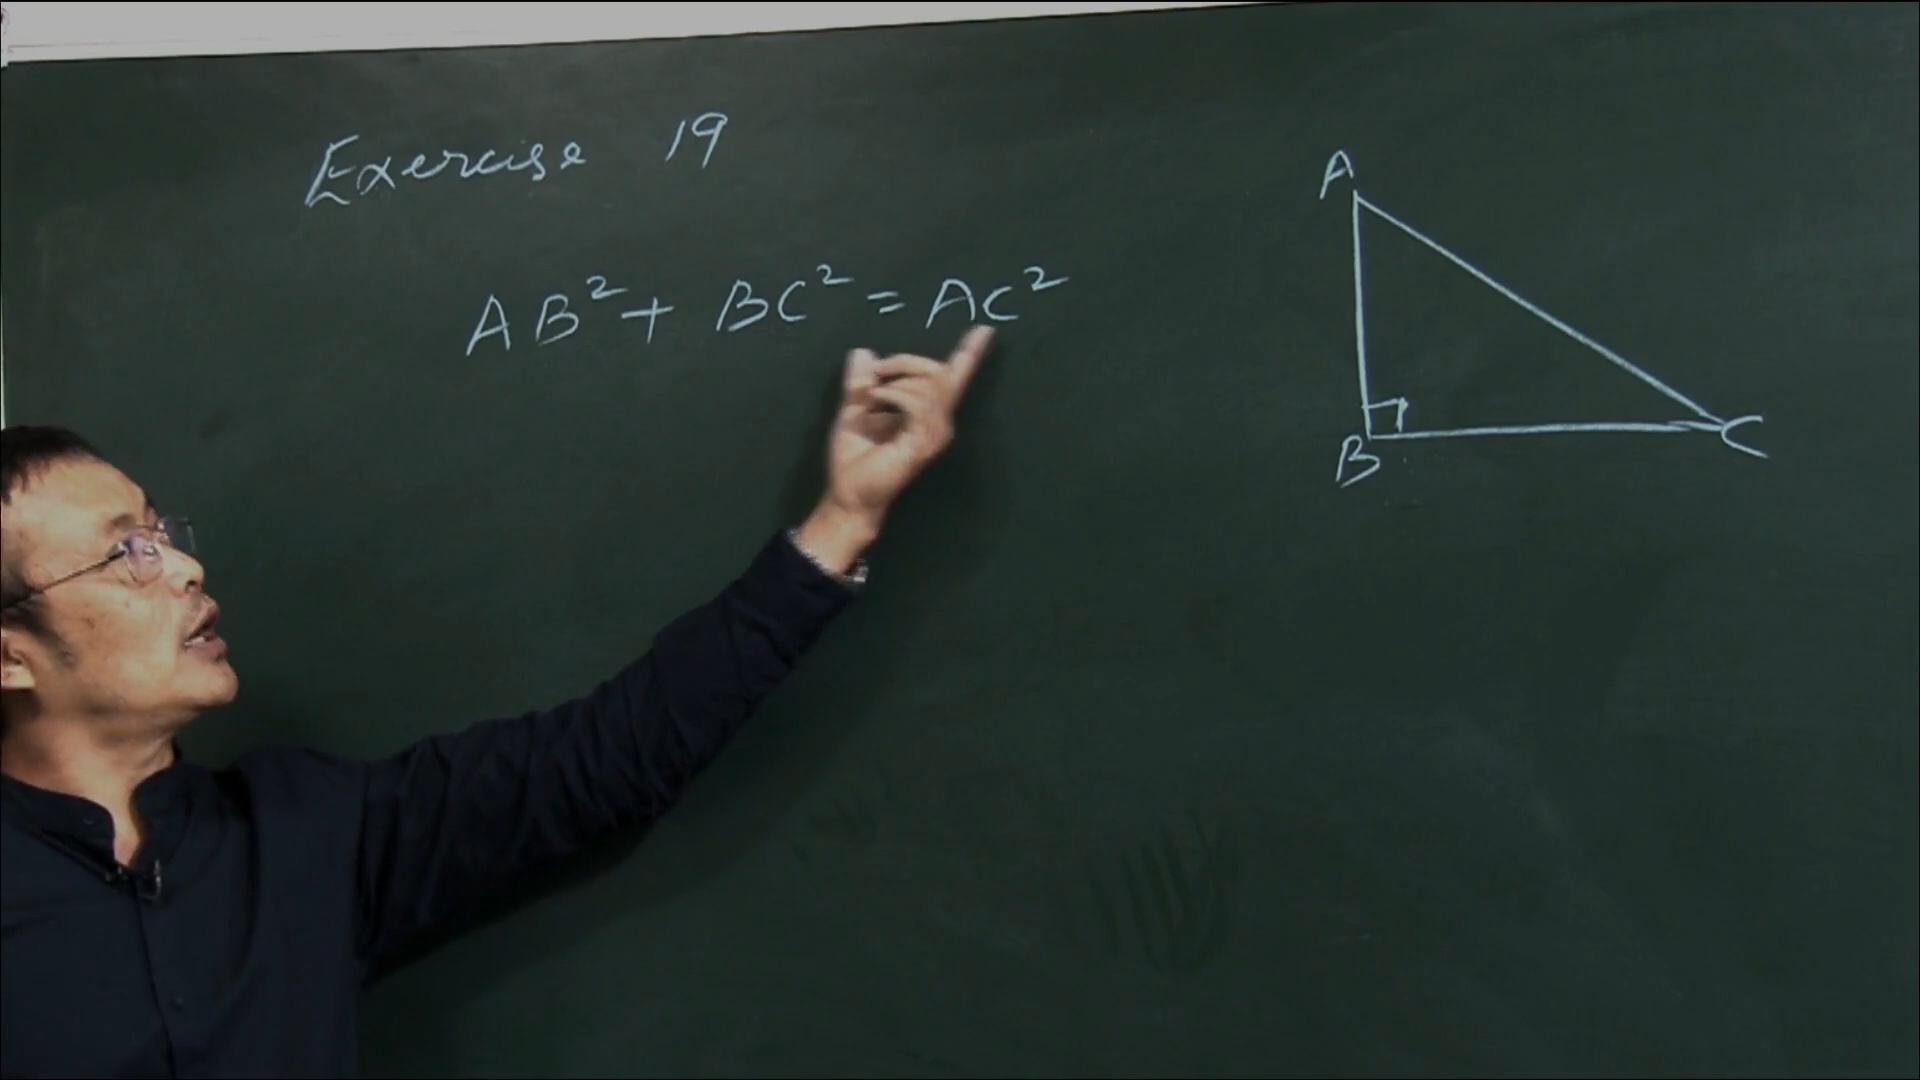 Exercise 19
AB² + BC² = AC²
A
B
C